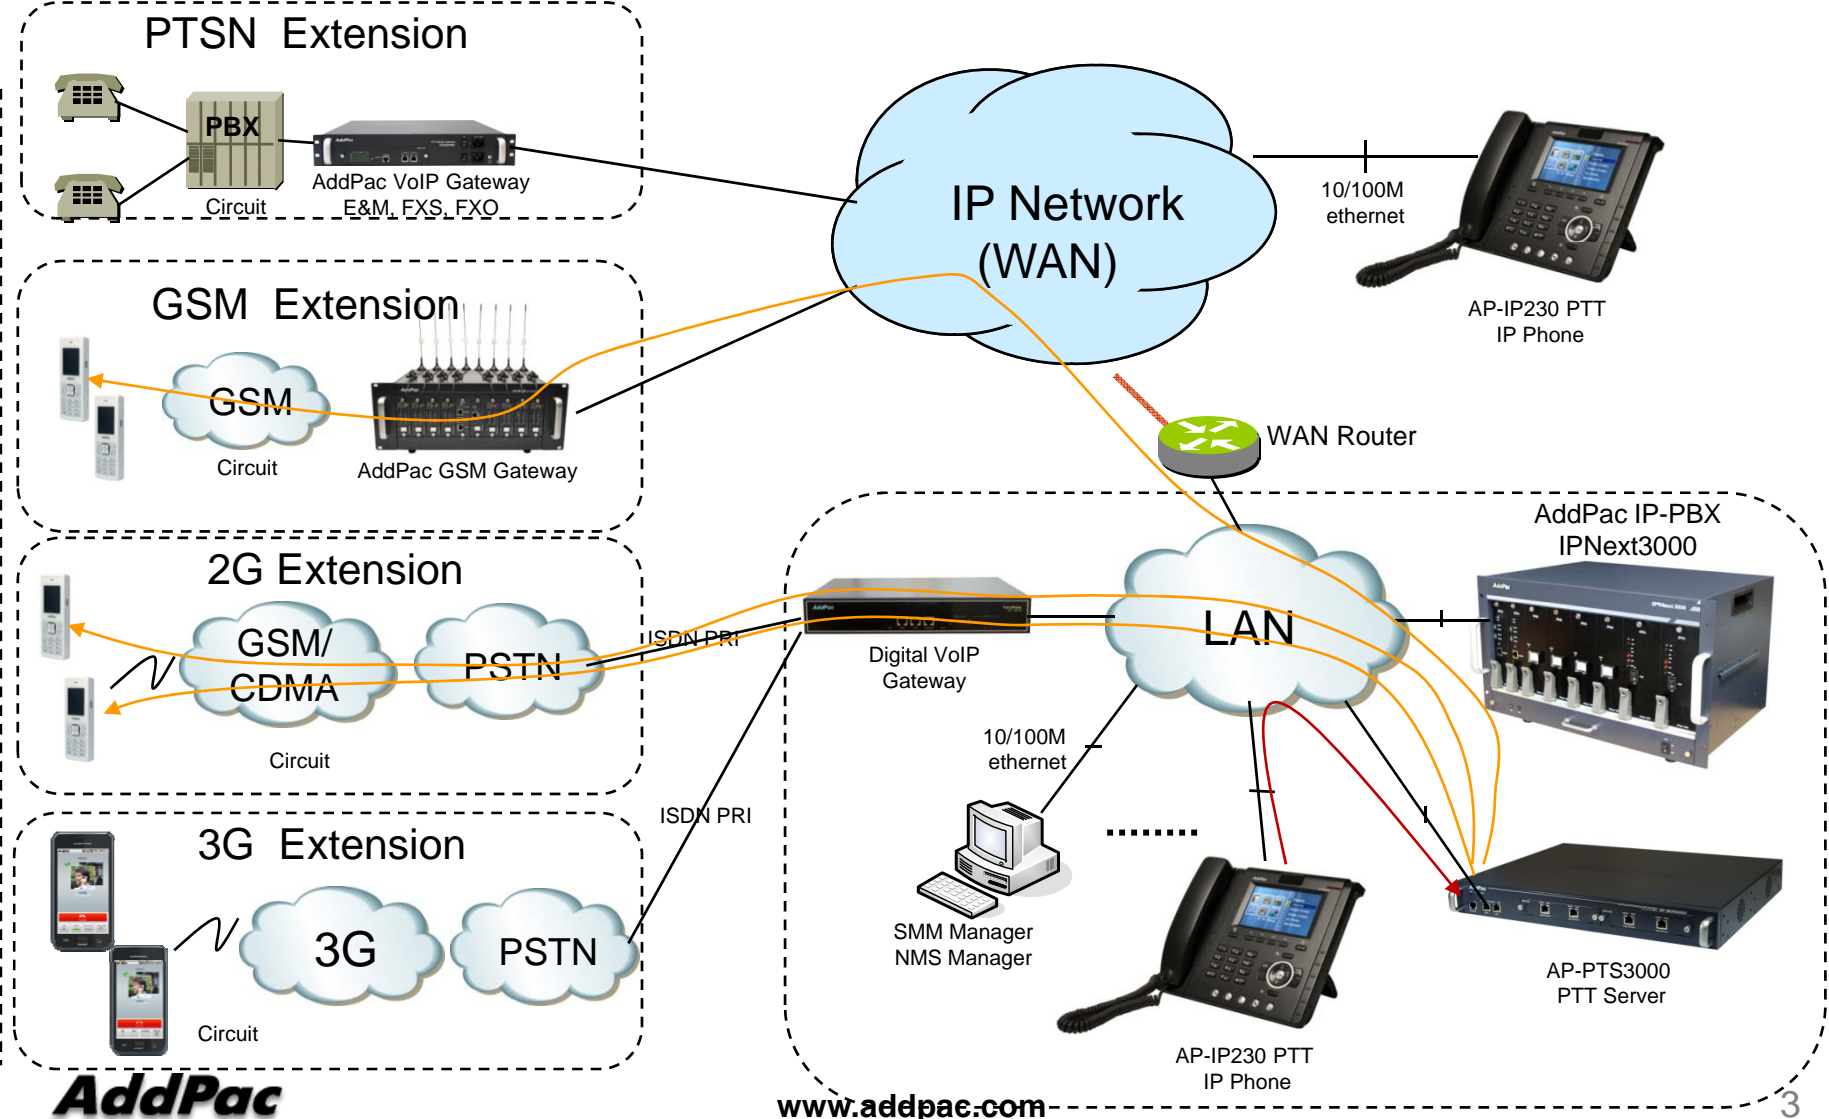 PTSN Extension
PBX
AddPac VoIP Gateway
E&M, FXS, FXO
Circuit
IP Network
(WAN)
10/100M
ethernet
AP-IP230 PTT
IP Phone
GSM Extension
GSM
Circuit
AddPac GSM Gateway
WAN Router
2G Extension
GSM/
CDMA
PSTN
Circuit
ISDN PRI
AddPac
Digital VoIP
Gateway
LAN
AddPac IP-PBX
IPNext3000
10/100M
ethernet
SMM Manager
NMS Manager
3G Extension
3G
PSTN
Circuit
ISDN PRI
AP-IP230 PTT
IP Phone
AP-PTS3000
PTT Server
AddPac
www.addpac.com
3